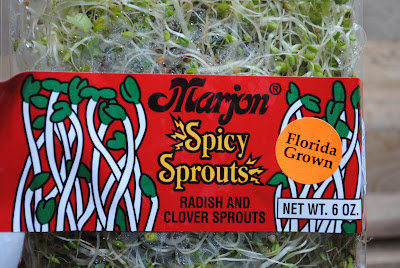 Marjon®
Spicy
Sprouts
RADISH AND
CLOVER SPROUTS
Florida
Grown
NET WT. 6 OZ.